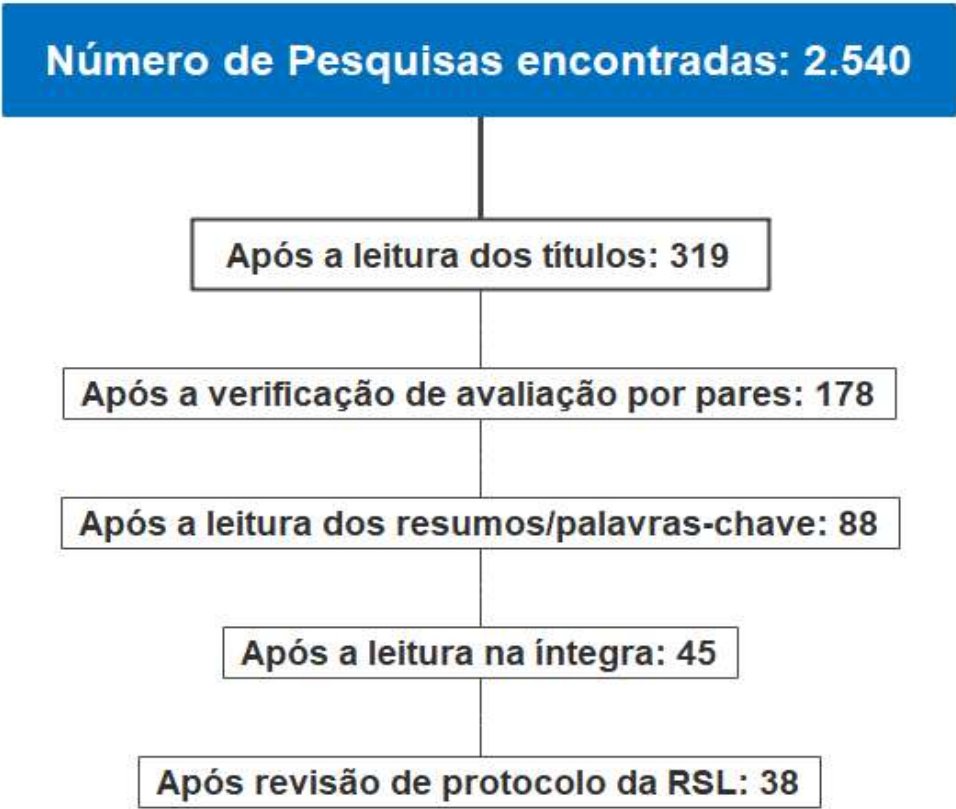 Número de Pesquisas encontradas: 2.540
Após a leitura dos títulos: 319
Após a verificação de avaliação por pares: 178
Após a leitura dos resumos/palavras-chave: 88
Após a leitura na íntegra: 45
Após revisão de protocolo da RSL: 38